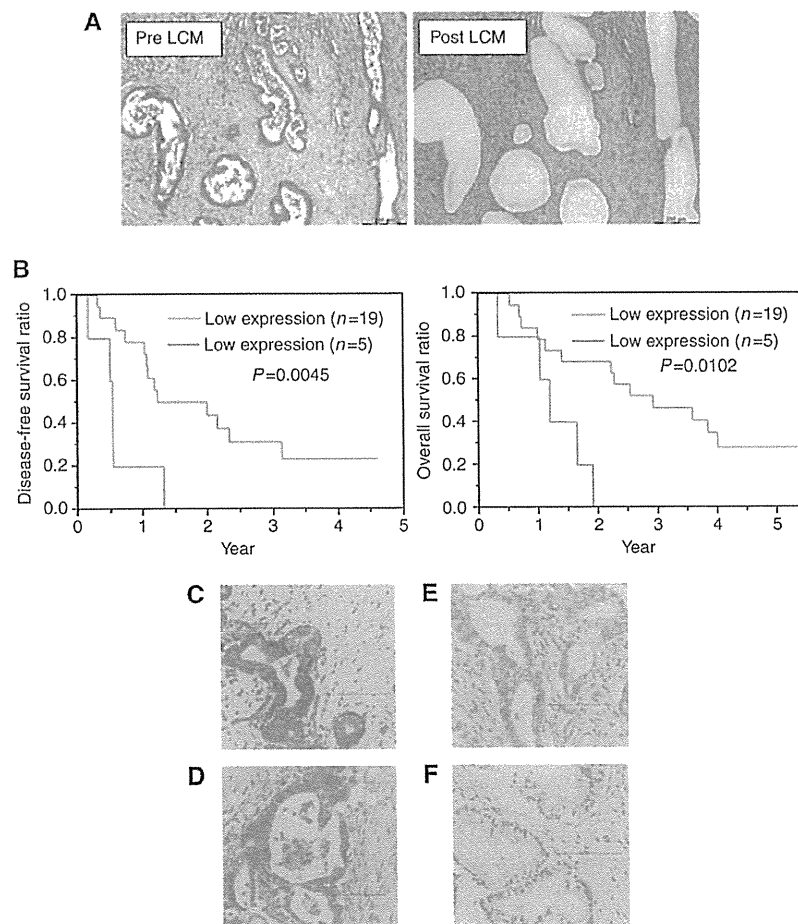 A
Pre LCM
Post LCM
B
Disease-free survival ratio
1.0
0.8
0.6
0.4
0.2
0.0
Low expression (n=19)
Low expression (n=5)
P=0.0045
0 1 2 3 4 5
Year
Overall survival ratio
1.0
0.8
0.6
0.4
0.2
0.0
Low expression (n=19)
Low expression (n=5)
P=0.0102
0 1 2 3 4 5
Year
C
E
D
F